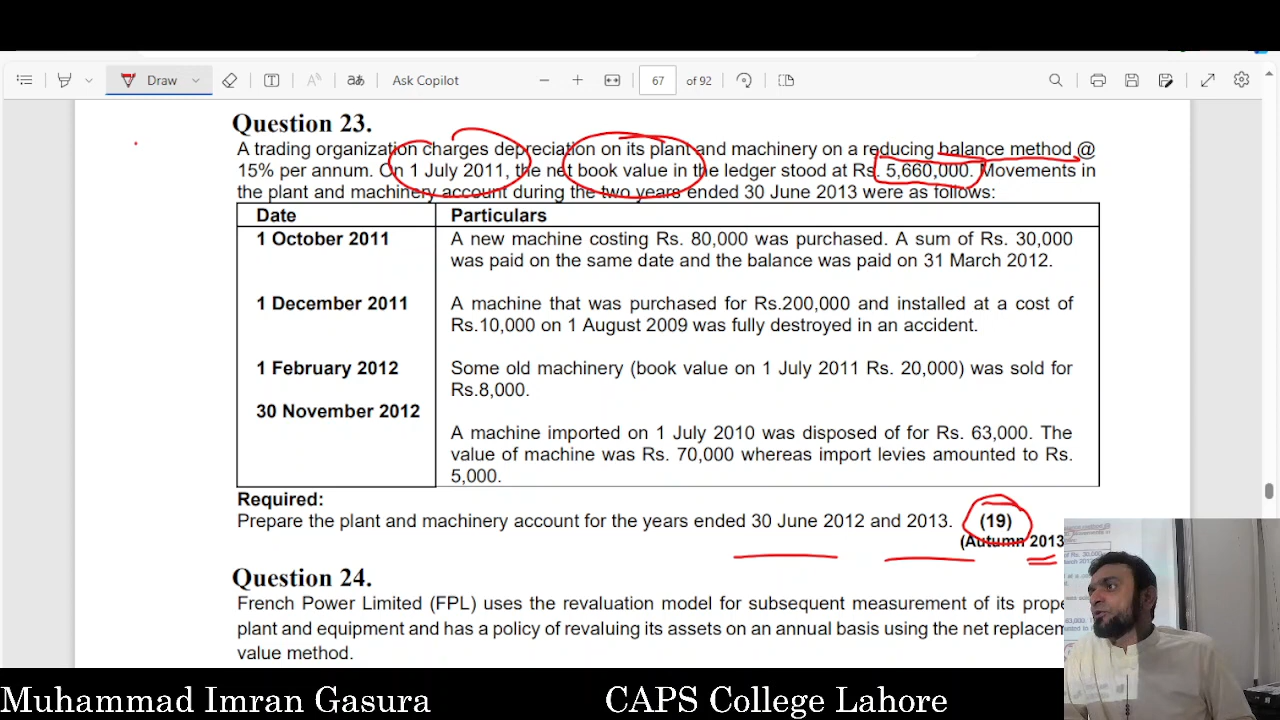 Draw
Ask Copilot
67 of 92
Question 23.
A trading organization charges depreciation on its plant and machinery on a reducing balance method @
15% per annum. On 1 July 2011, the net book value in the ledger stood at Rs. 5,660,000. Movements in
the plant and machinery account during the two years ended 30 June 2013 were as follows:
Date Particulars
1 October 2011 A new machine costing Rs. 80,000 was purchased. A sum of Rs. 30,000
was paid on the same date and the balance was paid on 31 March 2012.
1 December 2011 A machine that was purchased for Rs.200,000 and installed at a cost of
Rs.10,000 on 1 August 2009 was fully destroyed in an accident.
1 February 2012 Some old machinery (book value on 1 July 2011 Rs. 20,000) was sold for
Rs.8,000.
30 November 2012
A machine imported on 1 July 2010 was disposed of for Rs. 63,000. The
value of machine was Rs. 70,000 whereas import levies amounted to Rs.
5,000.
Required:
Prepare the plant and machinery account for the years ended 30 June 2012 and 2013. (19)
(Autumn 2013
Question 24.
French Power Limited (FPL) uses the revaluation model for subsequent measurement of its
plant and equipment and has a policy of revaluing its assets on an annual basis using the net
value method.
Muhammad Imran Gasura CAPS College Lahore